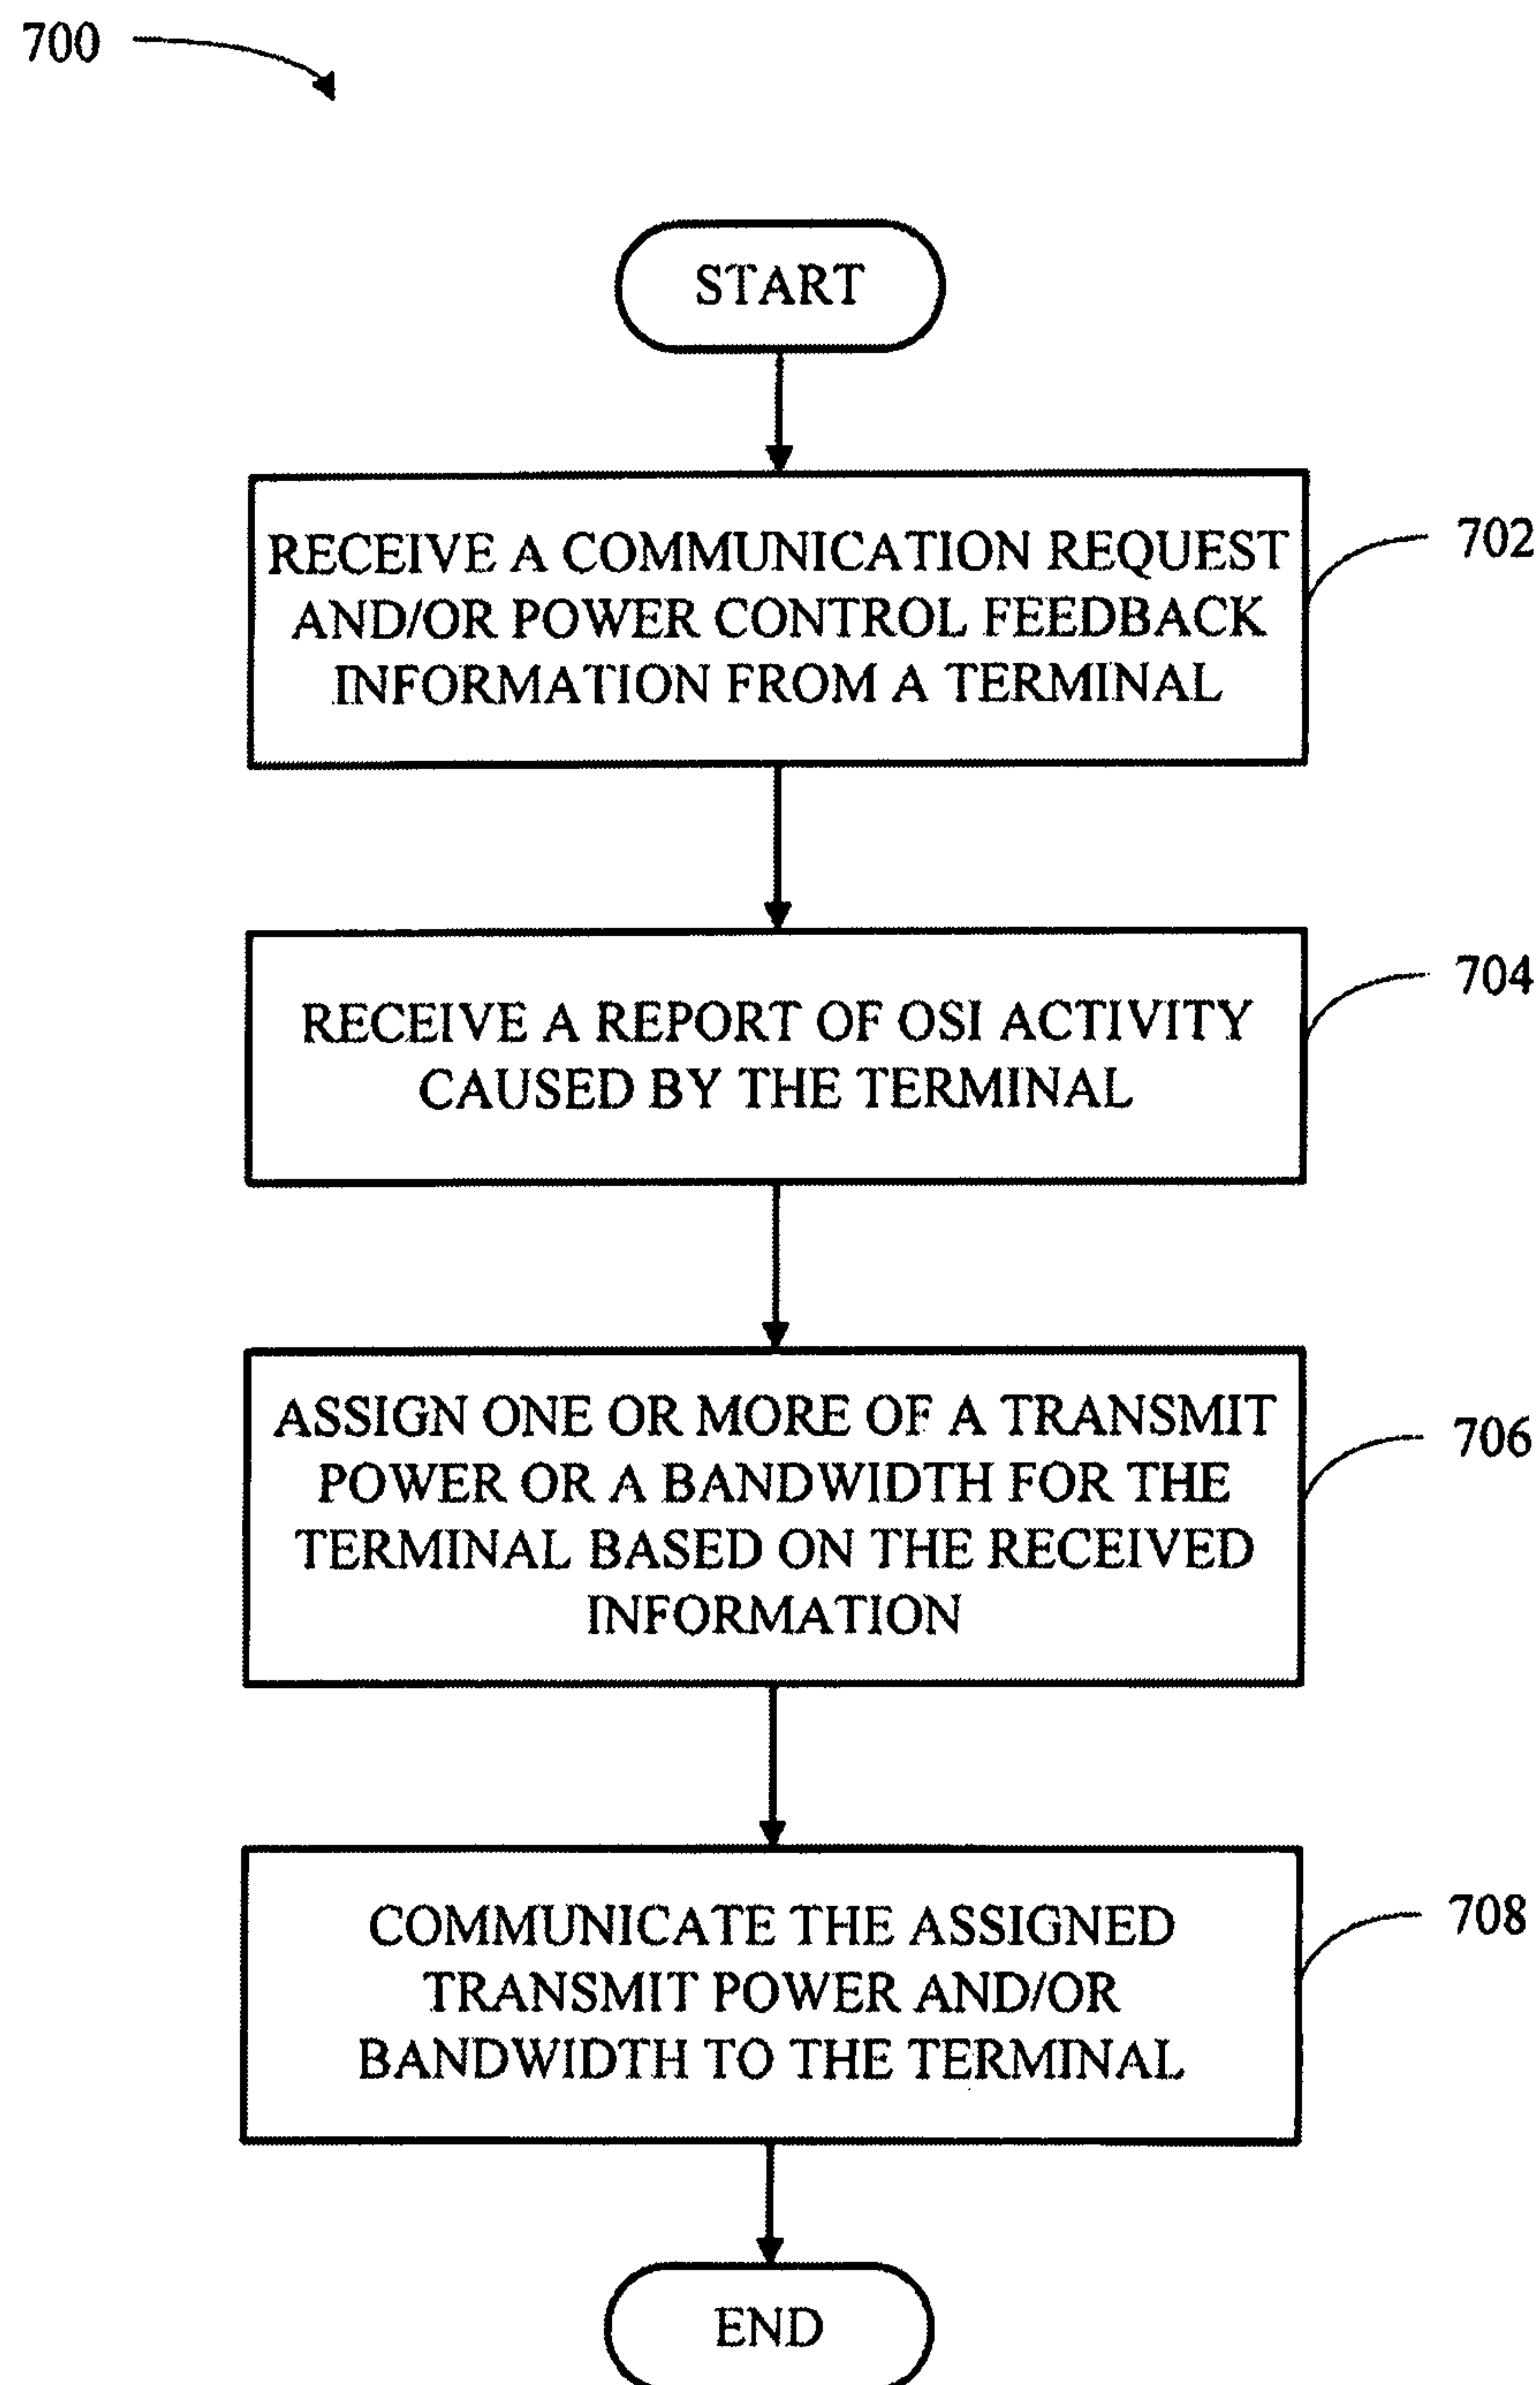 700
START
RECEIVE A COMMUNICATION REQUEST
AND/OR POWER CONTROL FEEDBACK
INFORMATION FROM A TERMINAL
702
RECEIVE A REPORT OF OSI ACTIVITY
CAUSED BY THE TERMINAL
704
ASSIGN ONE OR MORE OF A TRANSMIT
POWER OR A BANDWIDTH FOR THE
TERMINAL BASED ON THE RECEIVED
INFORMATION
706
COMMUNICATE THE ASSIGNED
TRANSMIT POWER AND/OR
BANDWIDTH TO THE TERMINAL
708
END